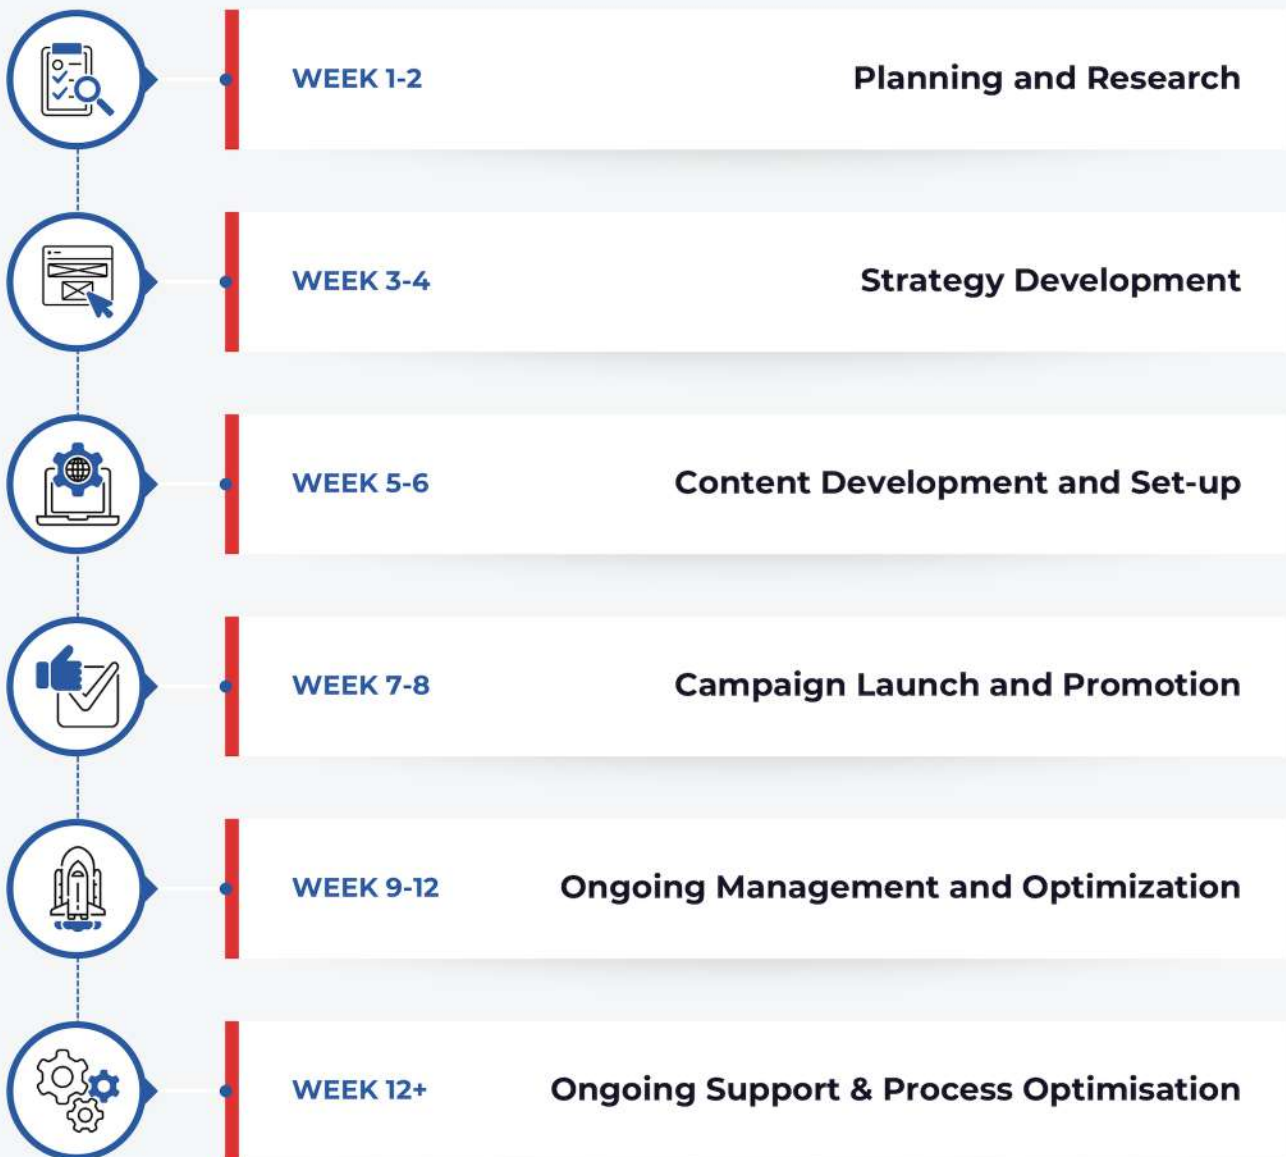 WEEK 1-2 Planning and Research
WEEK 3-4 Strategy Development
WEEK 5-6 Content Development and Set-up
WEEK 7-8 Campaign Launch and Promotion
WEEK 9-12 Ongoing Management and Optimization
WEEK 12+ Ongoing Support & Process Optimisation